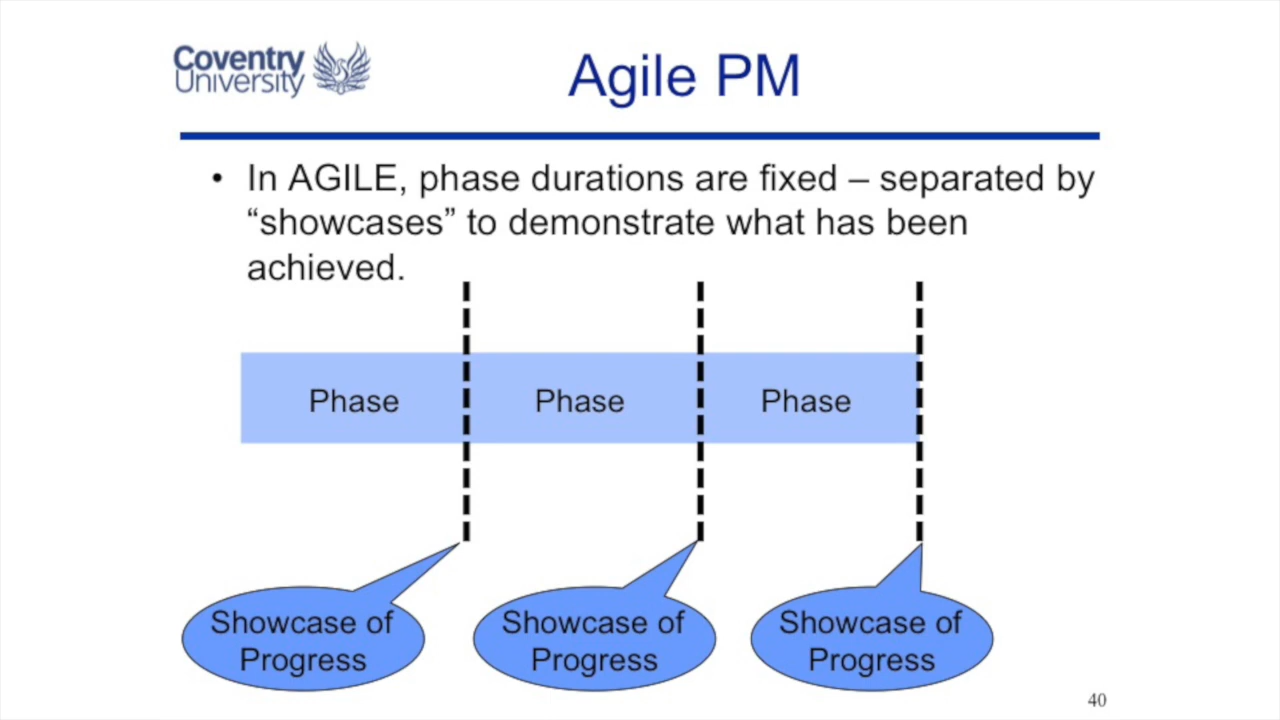 Coventry
University
Agile PM
• In AGILE, phase durations are fixed – separated by
“showcases” to demonstrate what has been
achieved.
Phase Phase Phase
Showcase of Showcase of Showcase of
Progress Progress Progress
40